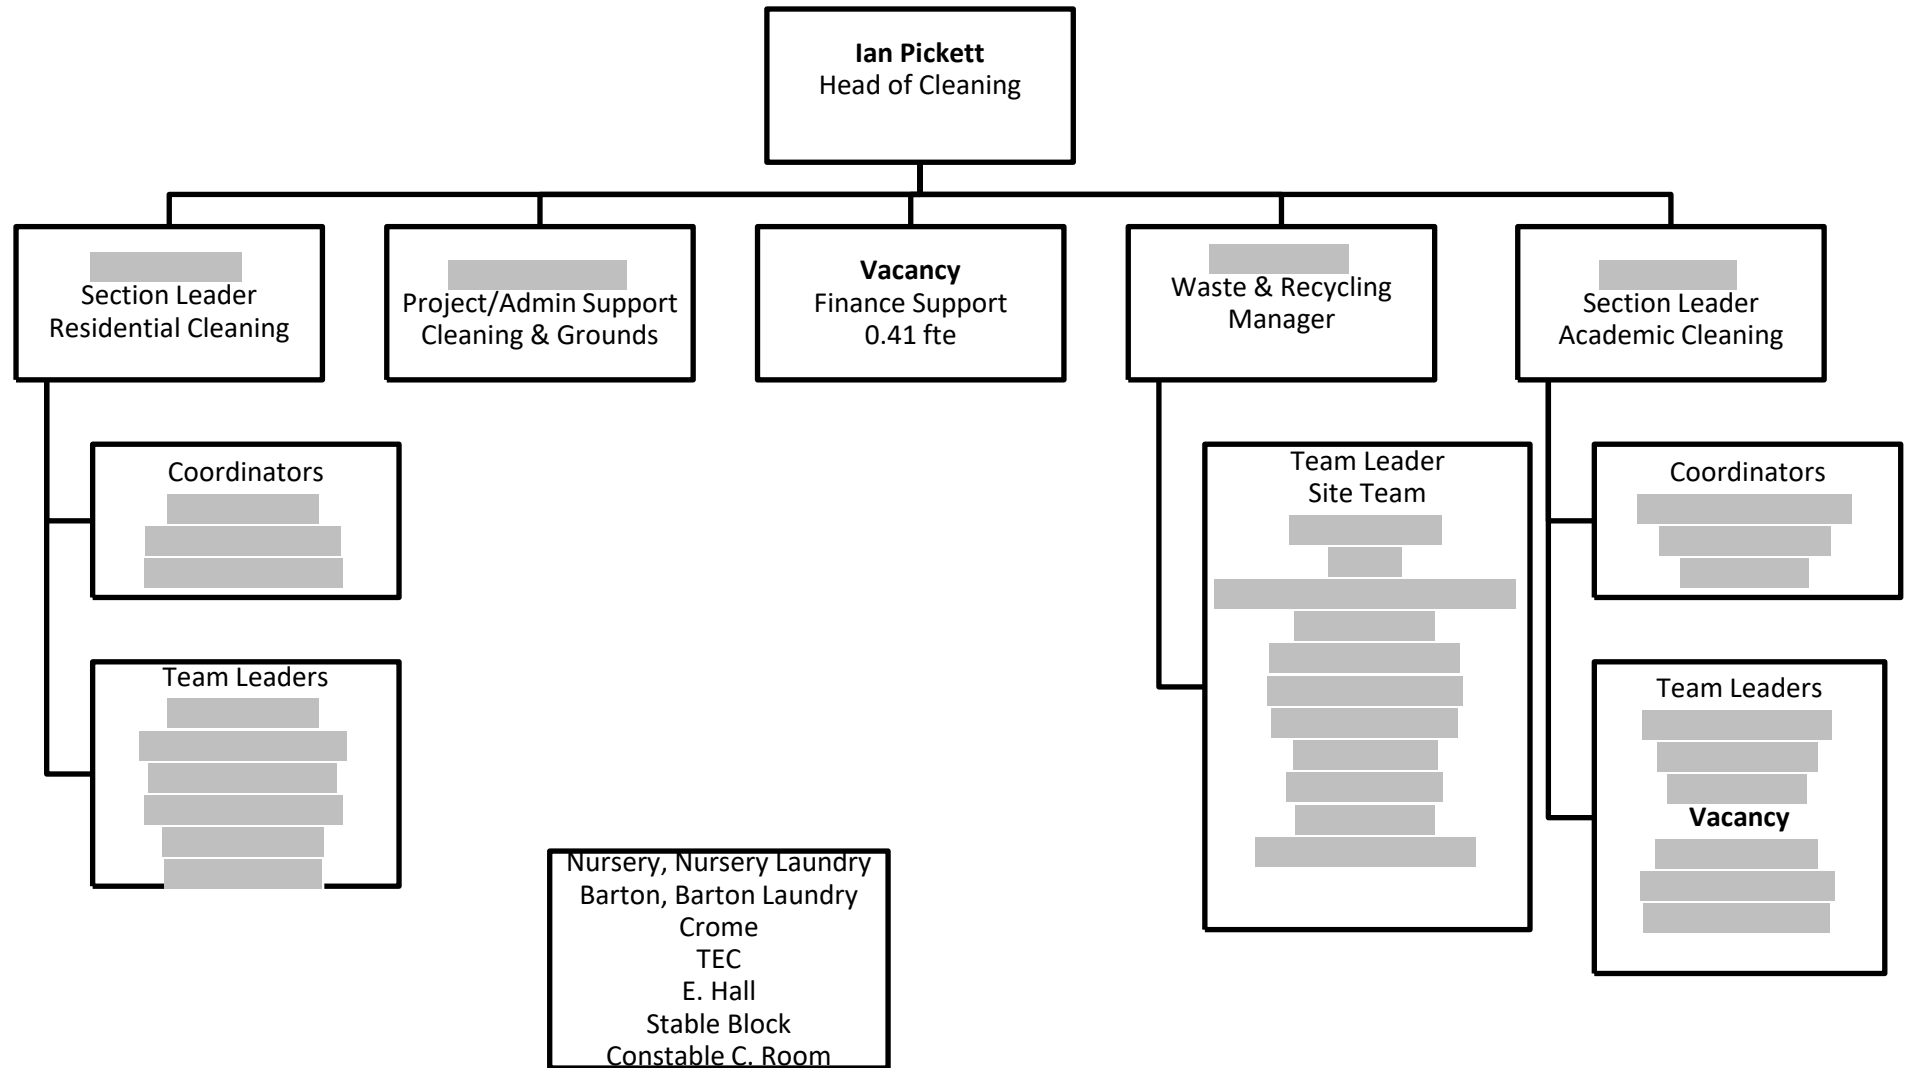 Ian Pickett
Head of Cleaning
Section Leader
Residential Cleaning
Project/Admin Support
Cleaning & Grounds
Vacancy
Finance Support
0.41 fte
Waste & Recycling
Manager
Section Leader
Academic Cleaning
Coordinators
Team Leaders
Team Leader
Site Team
Coordinators
Team Leaders
Vacancy
Nursery, Nursery Laundry
Barton, Barton Laundry
Crome
TEC
E. Hall
Stable Block
Constable C. Room